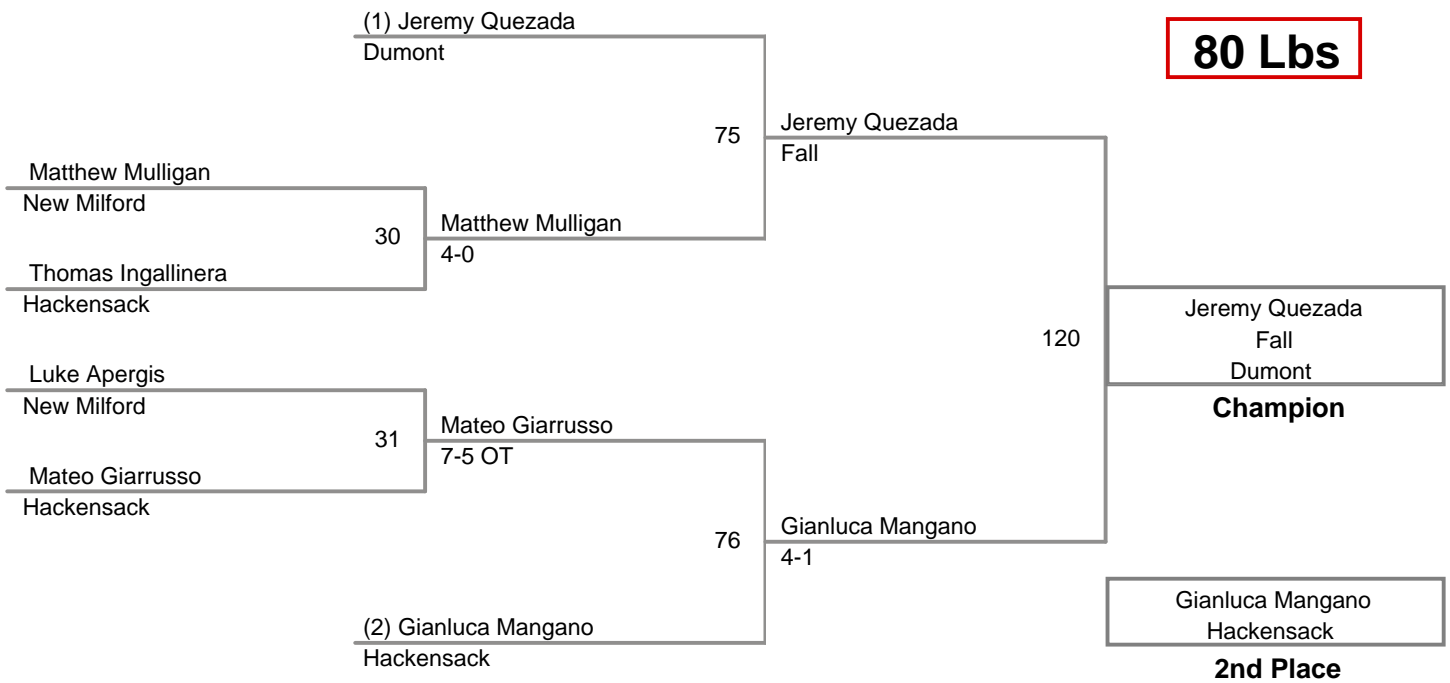 (1) Jeremy Quezada
Dumont
80 Lbs
75
Jeremy Quezada
Fall
Matthew Mulligan
New Milford
30
Matthew Mulligan
4-0
Thomas Ingallinera
Hackensack
120
Jeremy Quezada
Fall
Dumont
Champion
Luke Apergis
New Milford
31
Mateo Giarrusso
7-5 OT
Mateo Giarrusso
Hackensack
76
Gianluca Mangano
4-1
(2) Gianluca Mangano
Hackensack
Gianluca Mangano
Hackensack
2nd Place